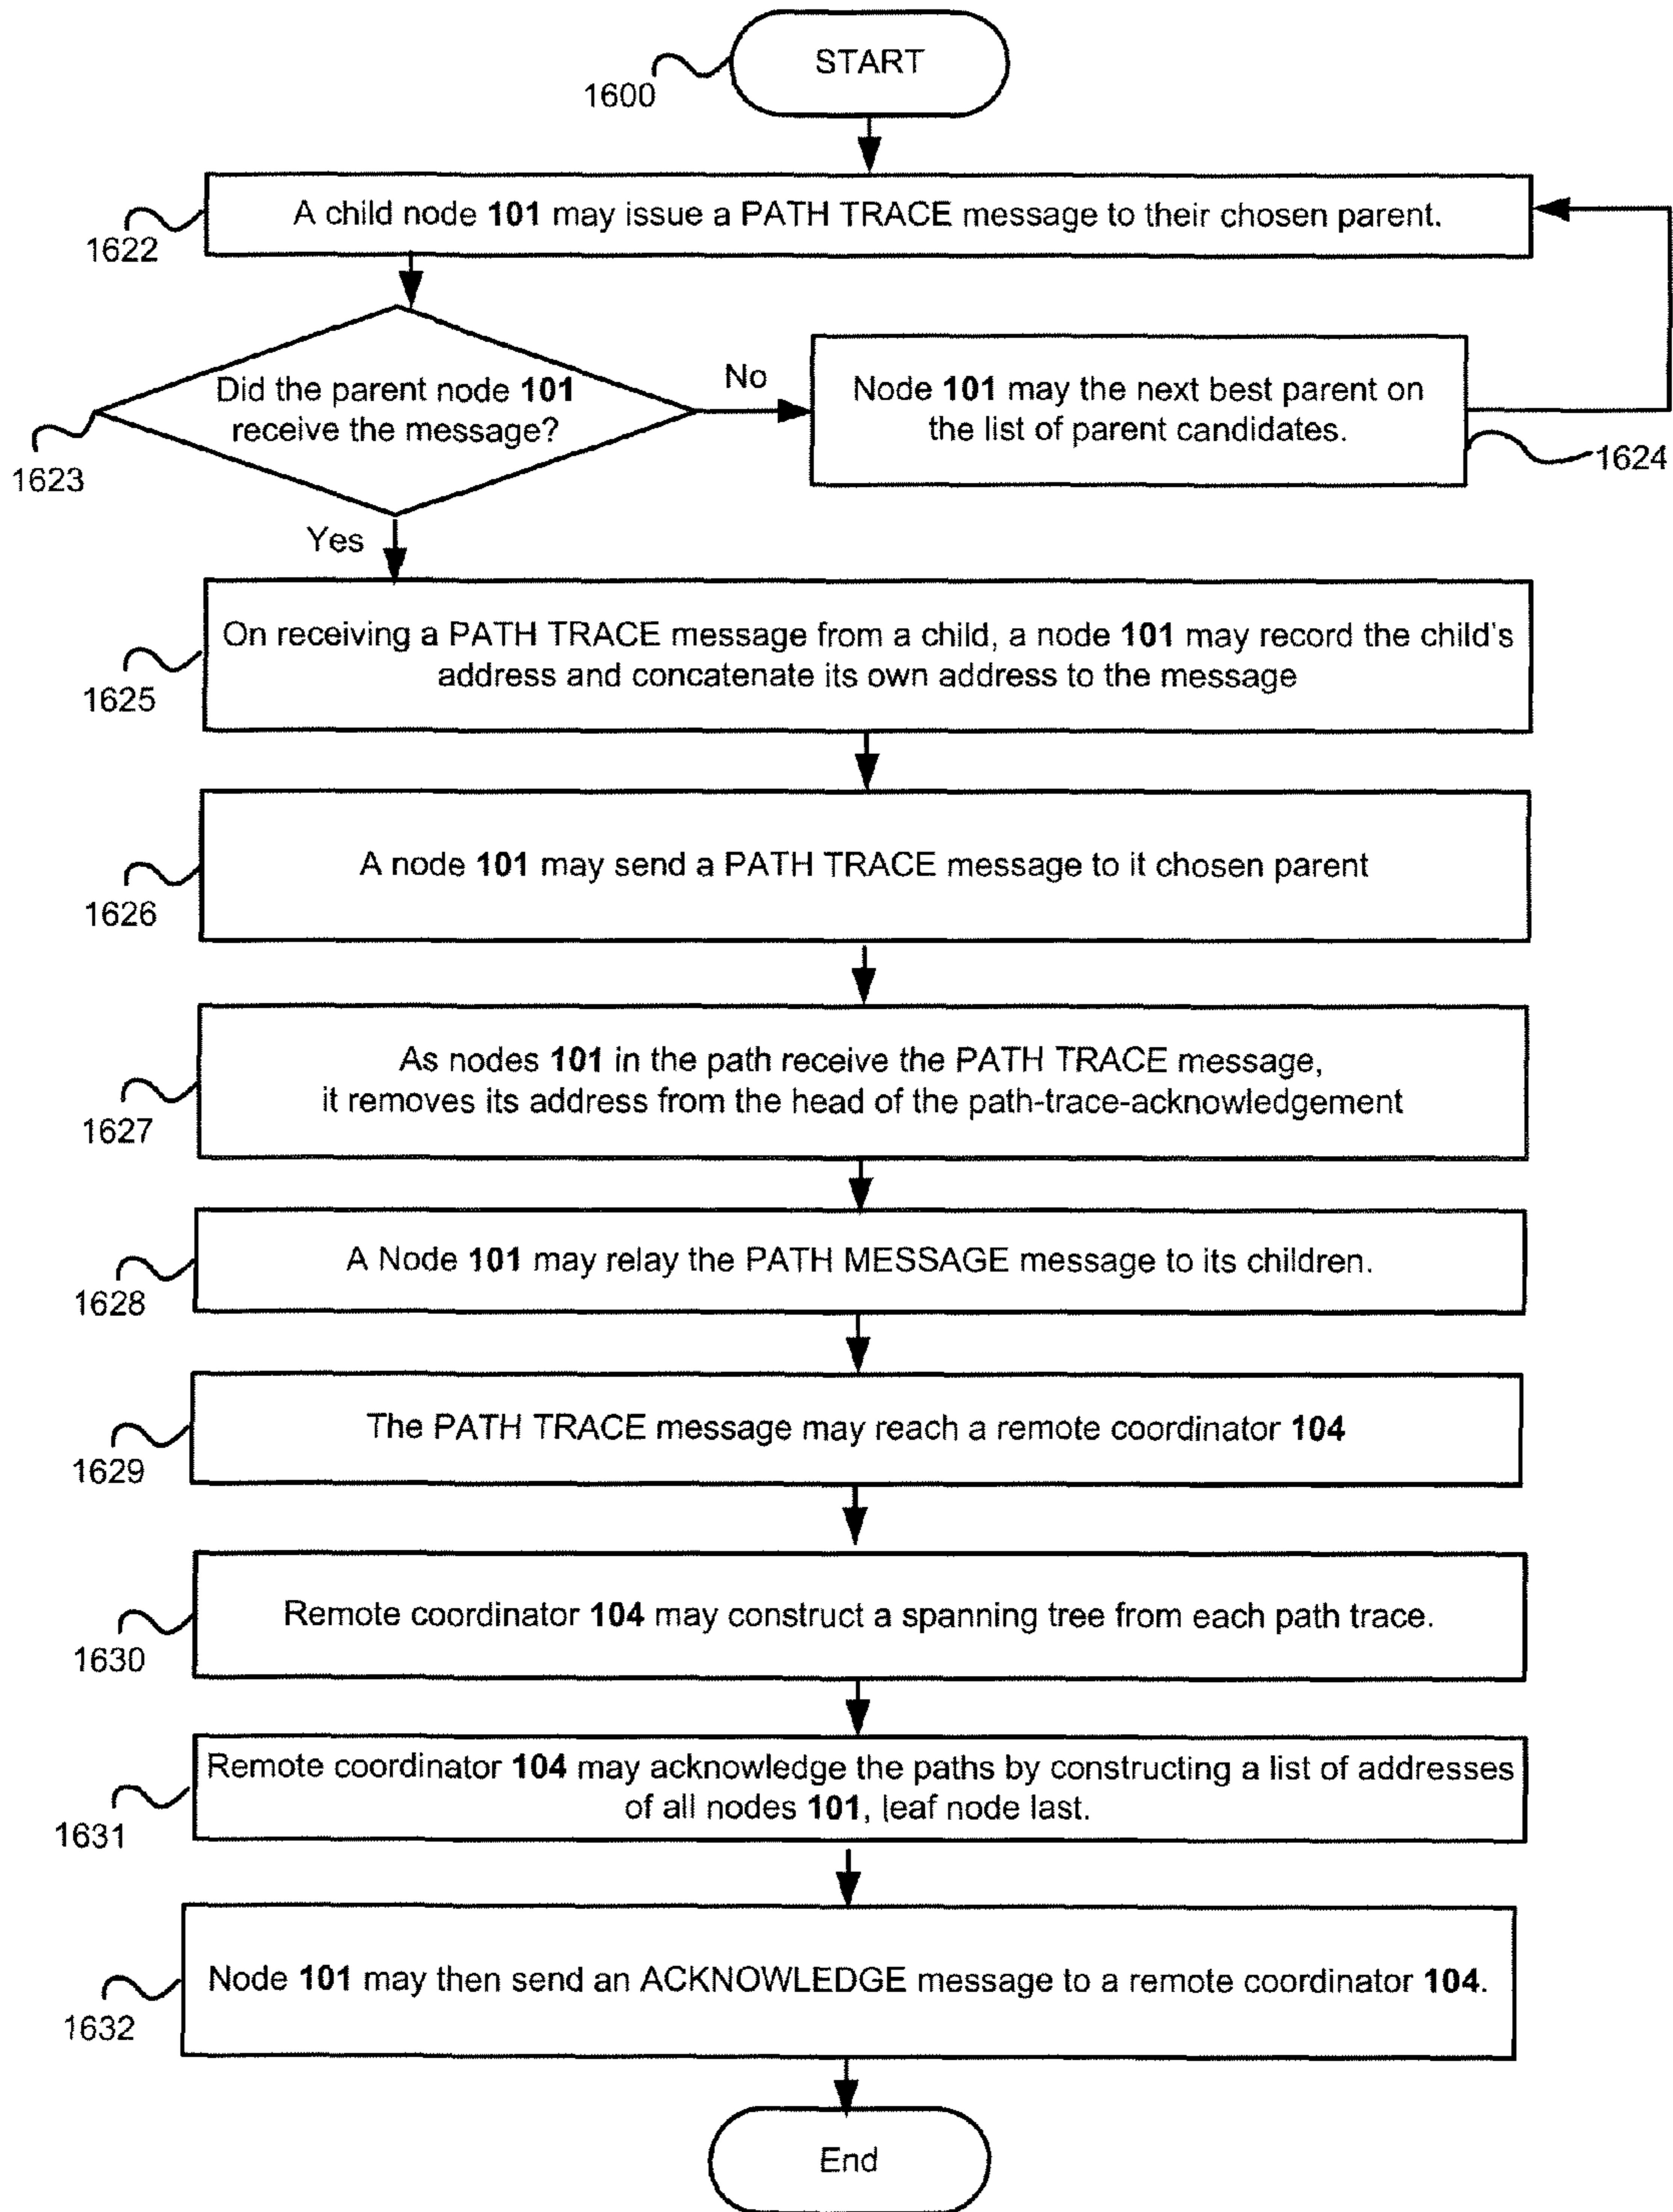 START
1600
A child node 101 may issue a PATH TRACE message to their chosen parent.
1622
Did the parent node 101
receive the message?
1623
No
Node 101 may the next best parent on
the list of parent candidates.
1624
Yes
On receiving a PATH TRACE message from a child, a node 101 may record the child's
address and concatenate its own address to the message
1625
A node 101 may send a PATH TRACE message to it chosen parent
1626
As nodes 101 in the path receive the PATH TRACE message,
it removes its address from the head of the path-trace-acknowledgement
1627
A Node 101 may relay the PATH MESSAGE message to its children.
1628
The PATH TRACE message may reach a remote coordinator 104
1629
Remote coordinator 104 may construct a spanning tree from each path trace.
1630
Remote coordinator 104 may acknowledge the paths by constructing a list of addresses
of all nodes 101, leaf node last.
1631
Node 101 may then send an ACKNOWLEDGE message to a remote coordinator 104.
1632
End